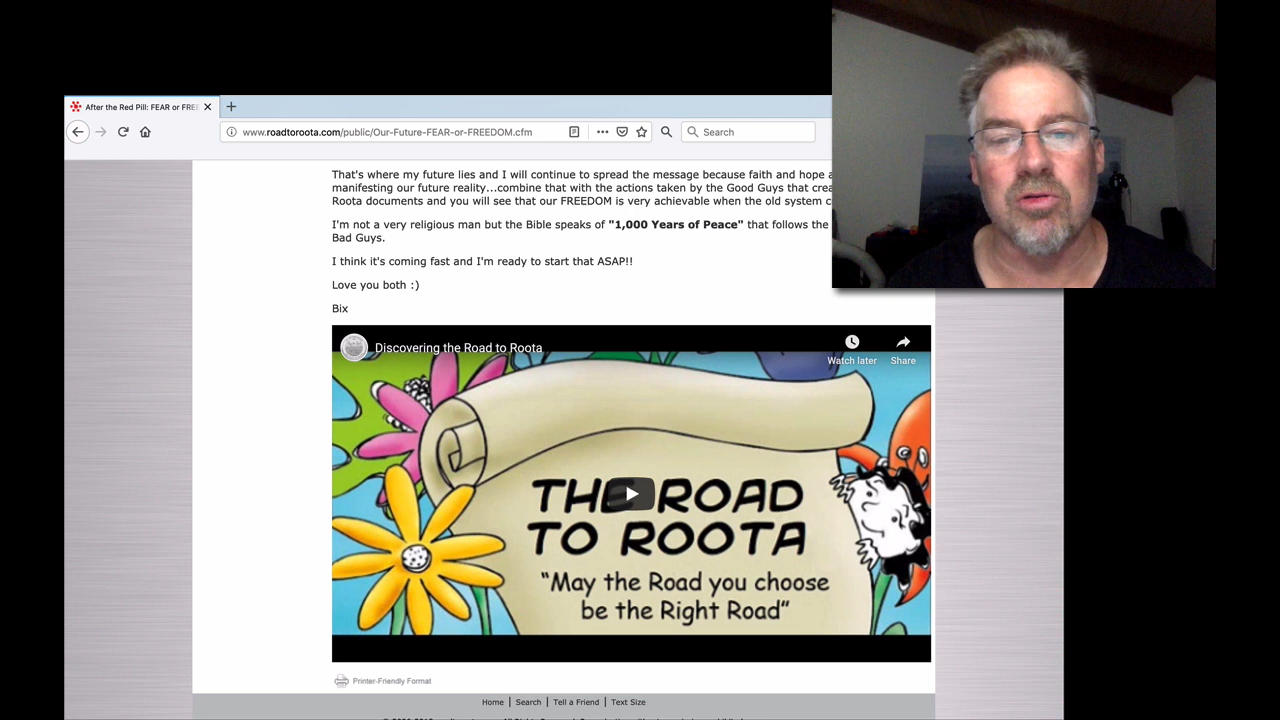 After the Red Pill: FEAR or FREE
www.roadtoroota.com/public/Our-Future-FEAR-or-FREEDOM.cfm
Search
That's where my future lies and I will continue to spread the message because faith and hope a
manifesting our future reality...combine that with the actions taken by the Good Guys that crea
Roota documents and you will see that our FREEDOM is very achievable when the old system c
I'm not a very religious man but the Bible speaks of "1,000 Years of Peace" that follows the
Bad Guys.
I think it's coming fast and I'm ready to start that ASAP!!
Love you both :)
Bix
Discovering the Road to Roota
Watch later
Share
THE ROAD
TO ROOTA
"May the Road you choose
be the Right Road"
Printer-Friendly Format
Home | Search | Tell a Friend | Text Size